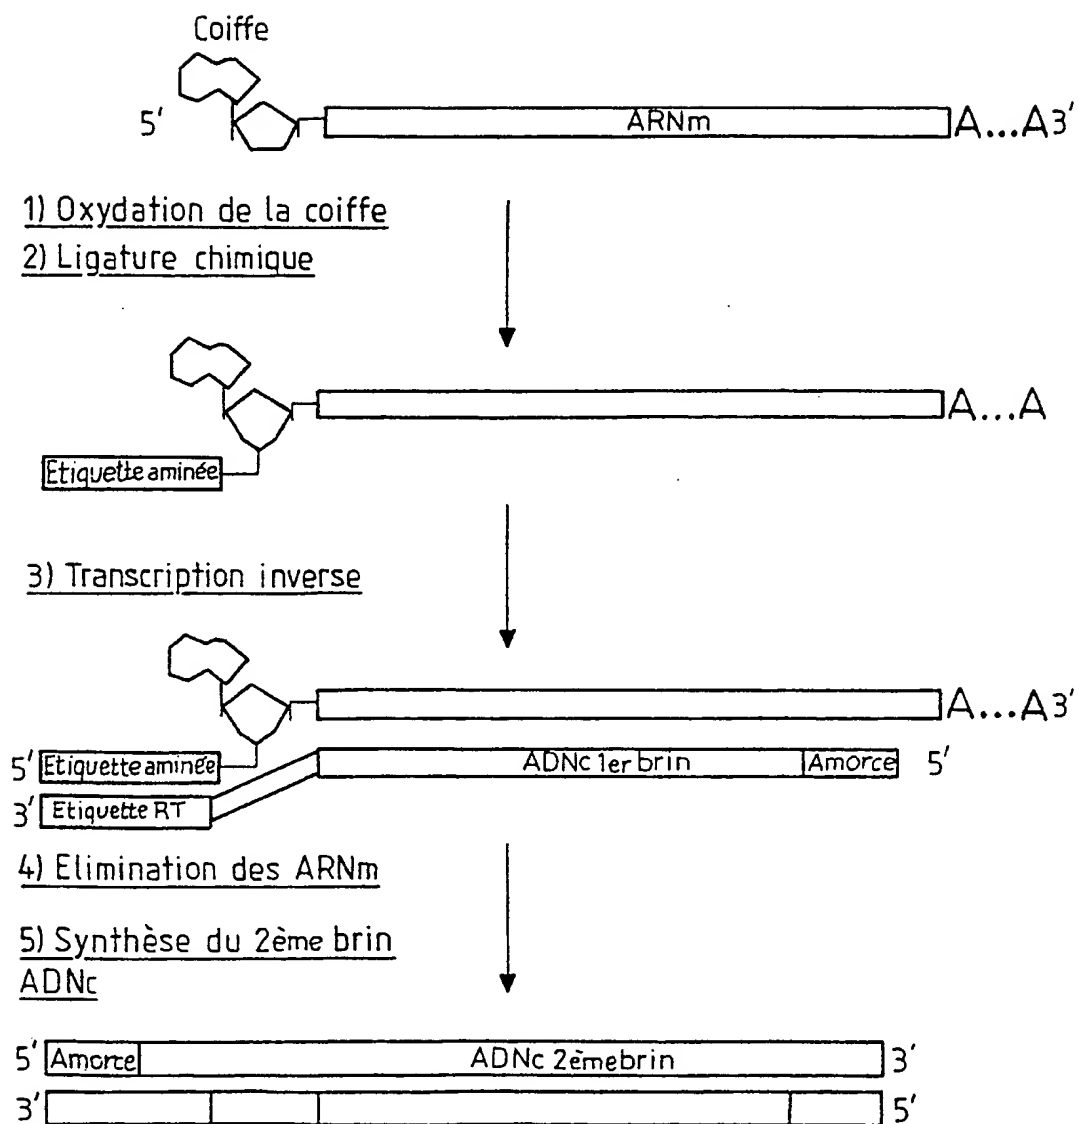 Coiffe
5' ARNm A...A3'
1) Oxydation de la coiffe
2) Ligature chimique
A...A
Etiquette aminée
3) Transcription inverse
A...A3'
5' Etiquette aminée ADNc 1er brin Amorce 5'
3' Etiquette RT
4) Elimination des ARNm
5) Synthèse du 2ème brin
ADNc
5' Amorce ADNc 2ème brin 3'
3' 5'